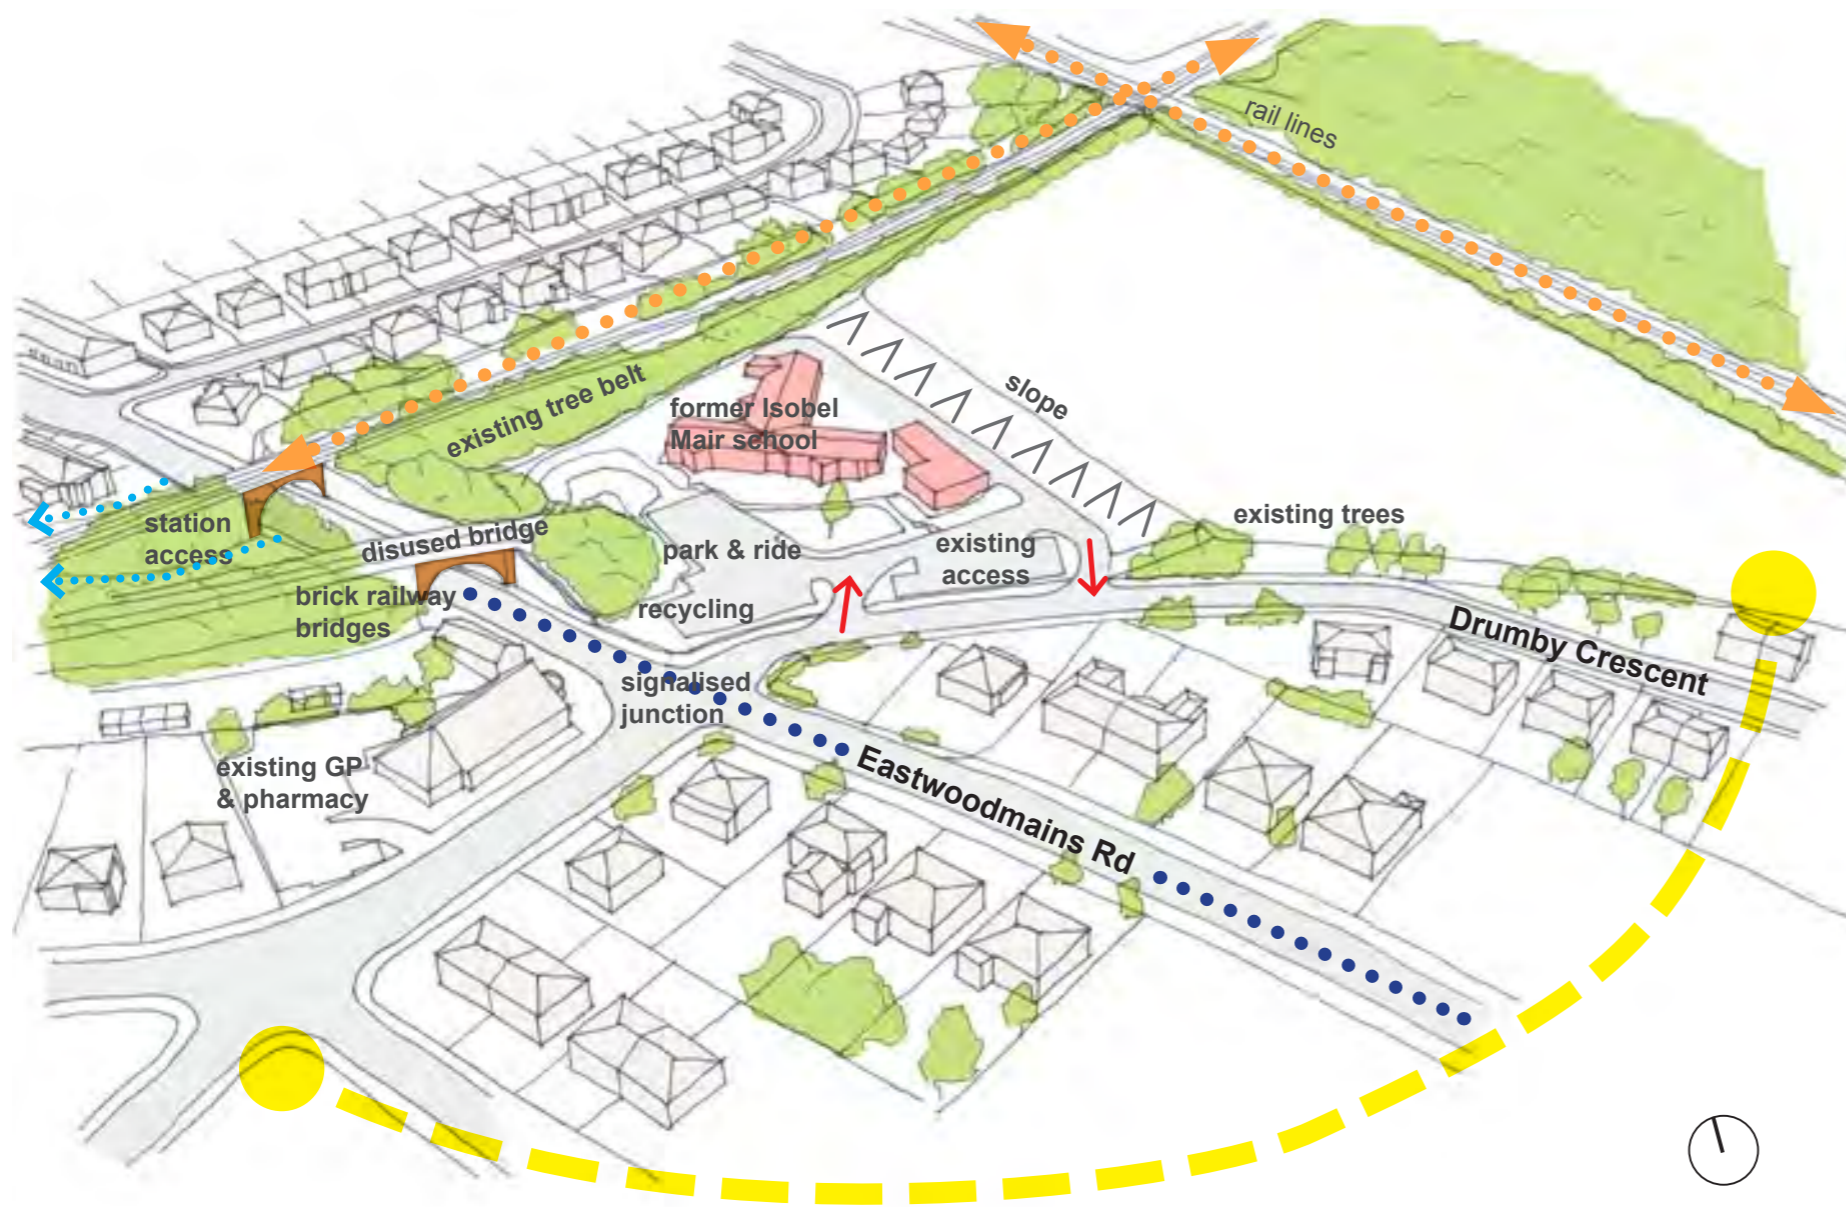 rail lines
slope
existing tree belt
former Isobel
Mair school
existing trees
station
access
disused bridge
park & ride
existing
access
brick railway
bridges
recycling
Drumby Crescent
signalised
junction
existing GP
& pharmacy
Eastwoodmains Rd